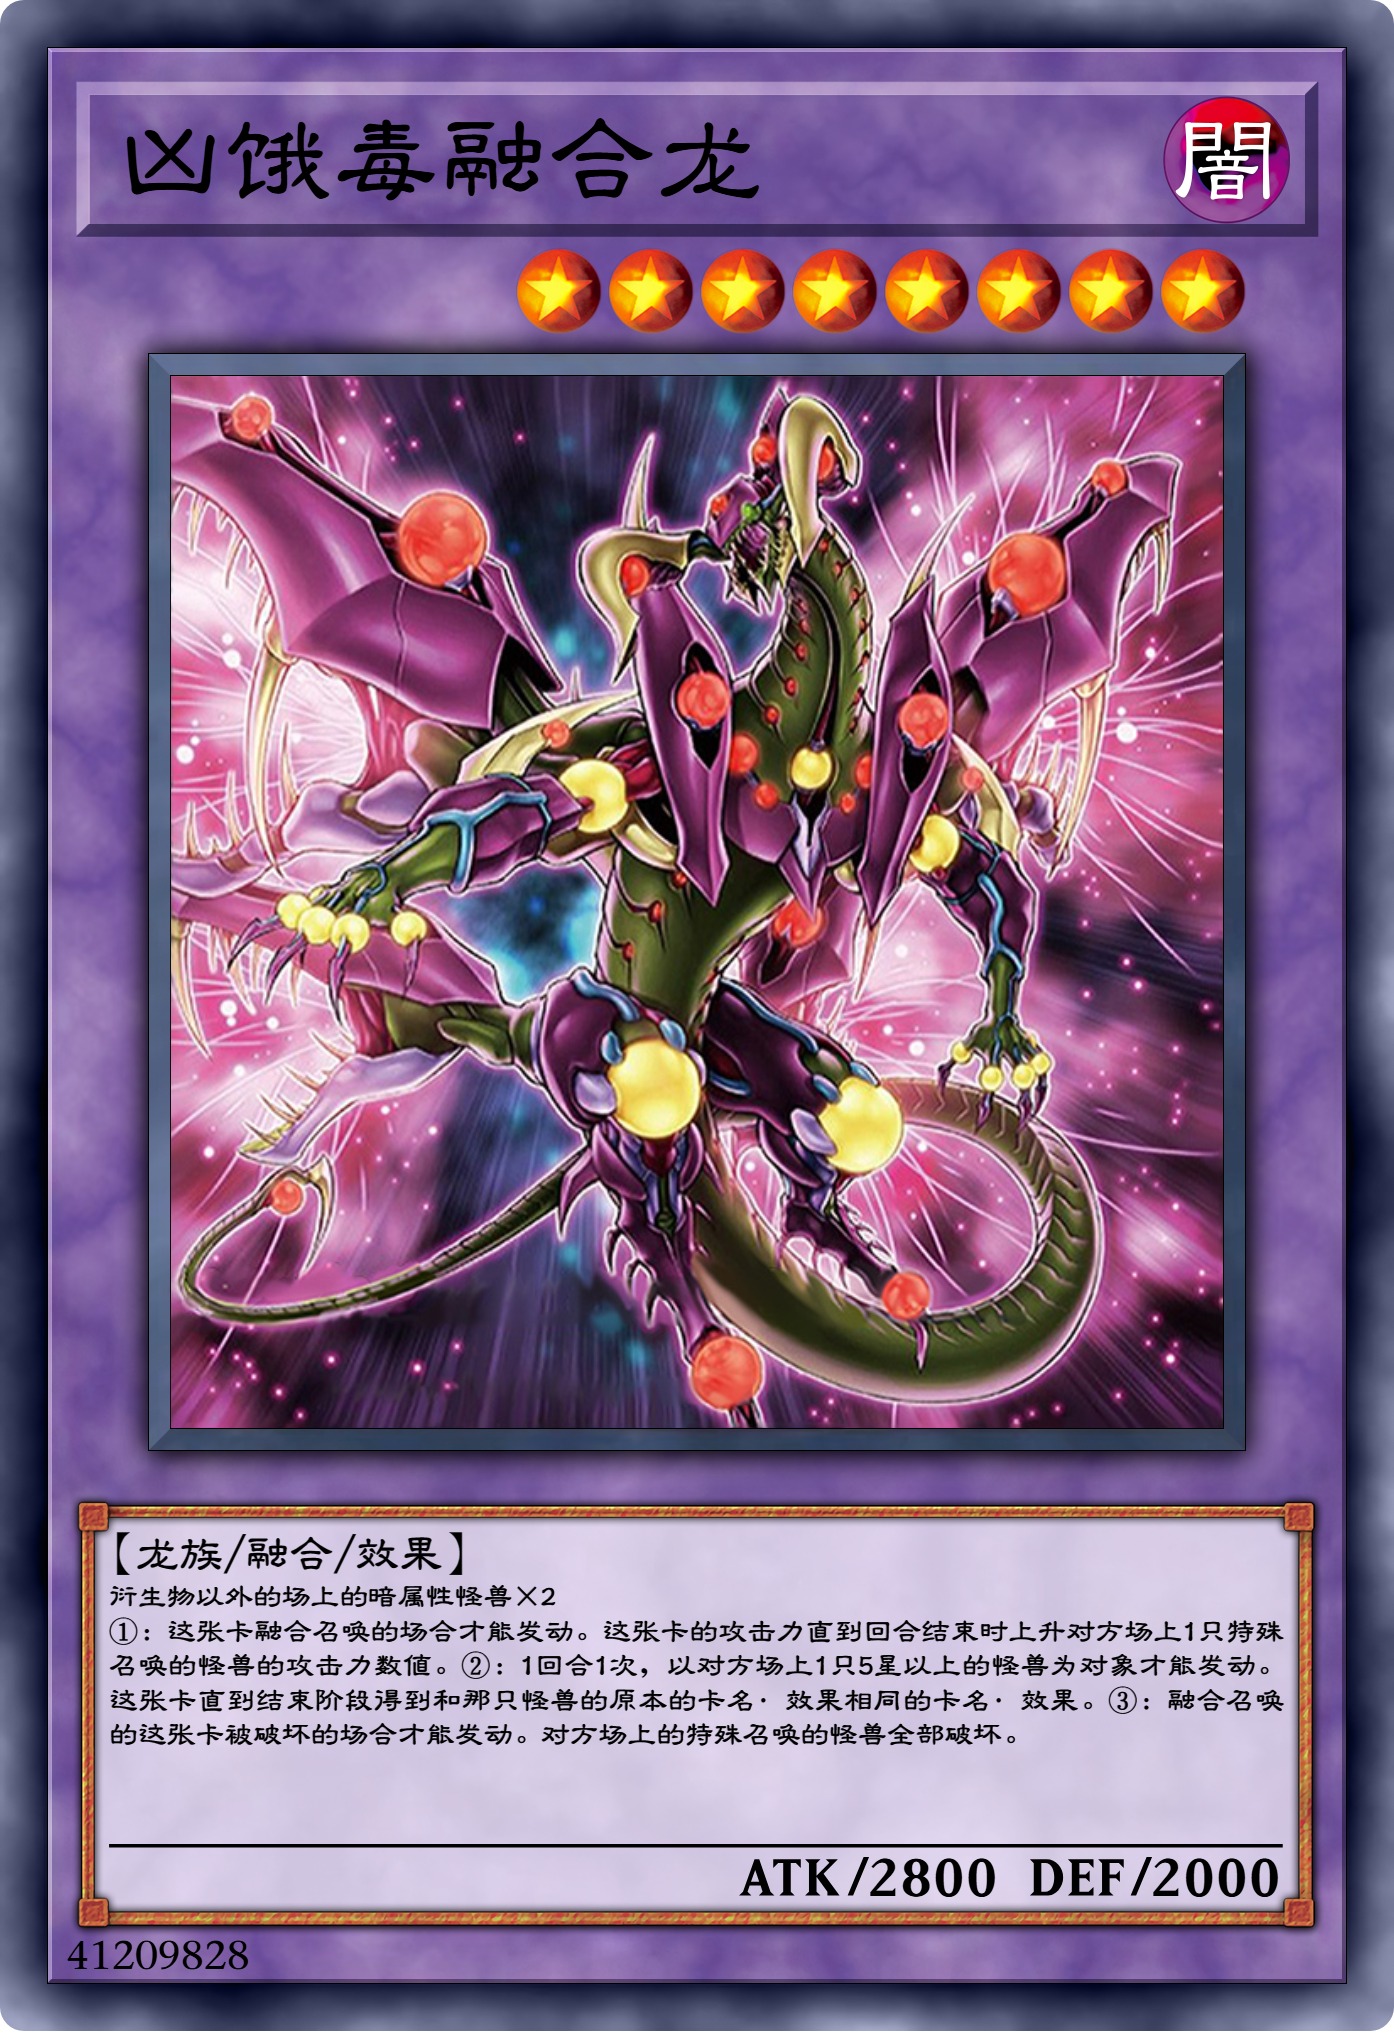 凶饿毒融合龙
闇
【龙族/融合/效果】
衍生物以外的场上的暗属性怪兽×2
①：这张卡融合召唤的场合才能发动。这张卡的攻击力直到回合结束时上升对方场上1只特殊
召唤的怪兽的攻击力数值。②：1回合1次，以对方场上1只5星以上的怪兽为对象才能发动。
这张卡直到结束阶段得到和那只怪兽的原本的卡名·效果相同的卡名·效果。③：融合召唤
的这张卡被破坏的场合才能发动。对方场上的特殊召唤的怪兽全部破坏。
ATK/2800 DEF/2000
41209828